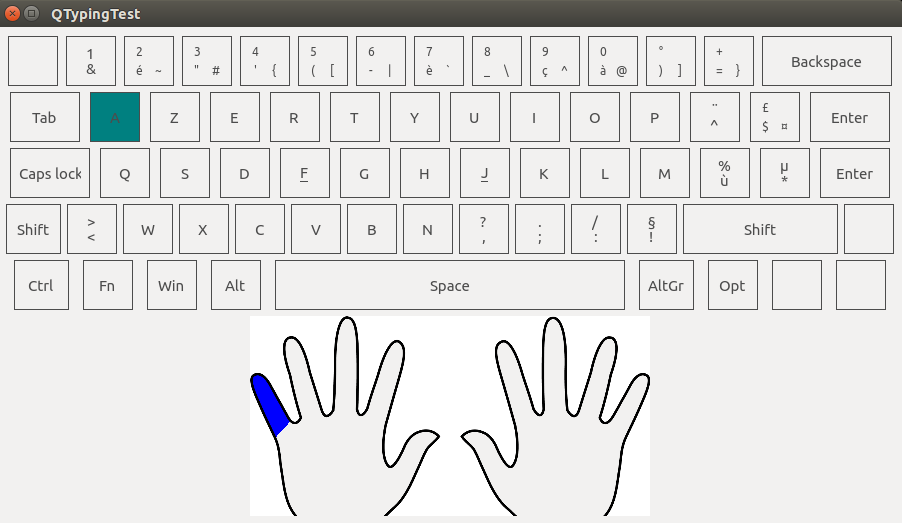 QTypingTest
1 2 3 4 5 6 7 8 9 0 ° +
& é ~ " # ' { ( [ - | è ` _ \ ç ^ à @ ) ] = } Backspace
Tab A Z E R T Y U I O P ¨ ^ £ $ ¤ Enter
Caps lock Q S D F G H J K L M % ù µ * Enter
Shift > < W X C V B N ? , . ; / : § ! Shift
Ctrl Fn Win Alt Space AltGr Opt